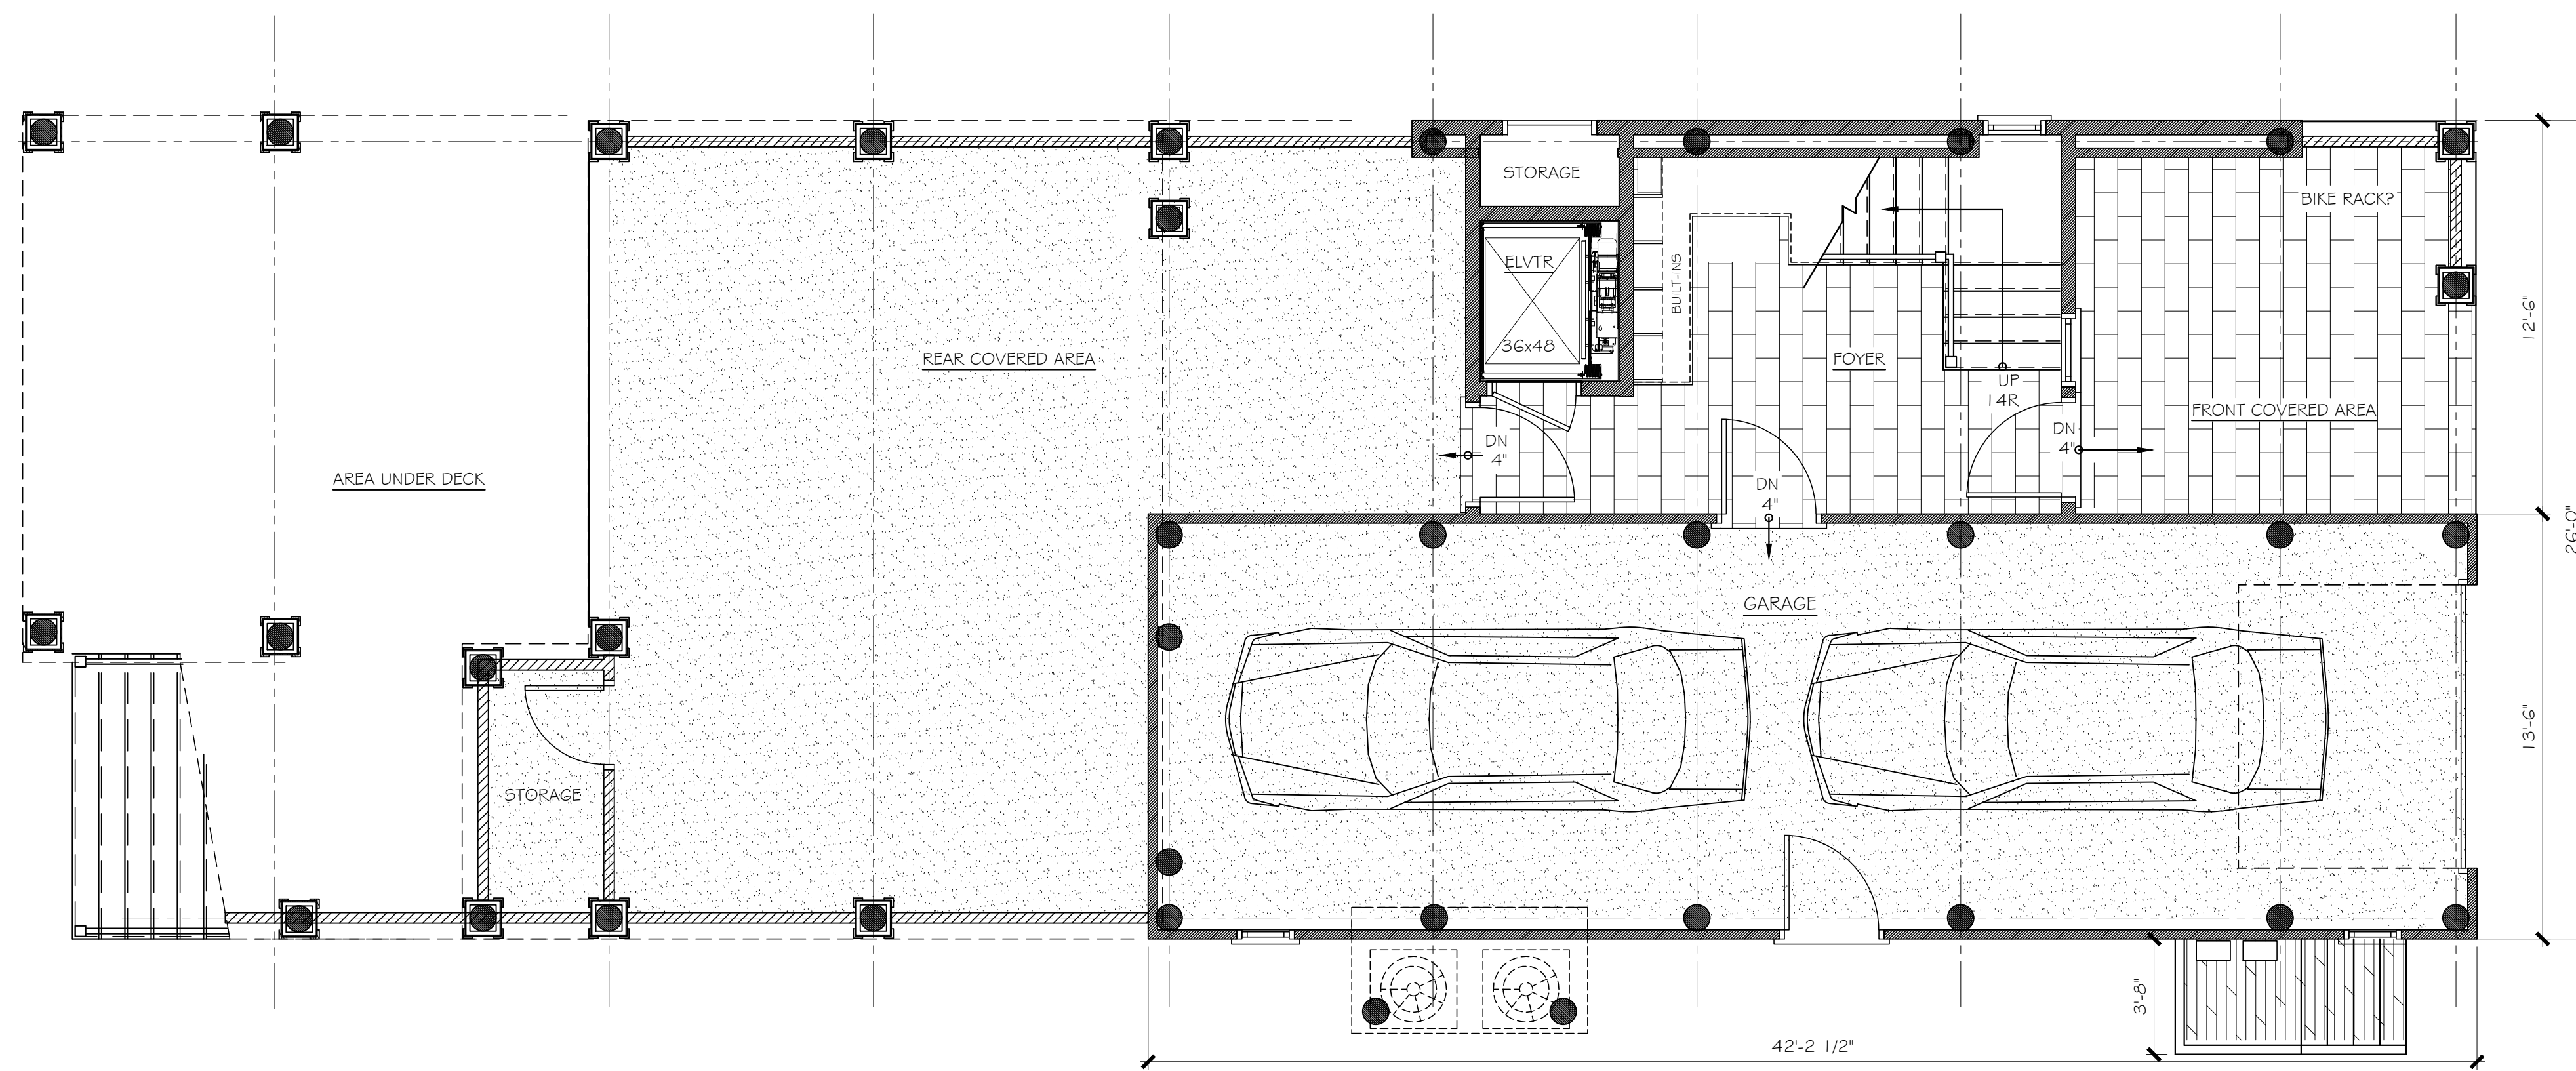 STORAGE
BIKE RACK?
ELVTR
36x48
BUILT-INS
12'-6"
REAR COVERED AREA
FOYER
UP
14R
FRONT COVERED AREA
DN
4"
DN
4"
DN
4"
AREA UNDER DECK
26'-0"
GARAGE
13'-6"
STORAGE
3'-8"
42'-2 1/2"